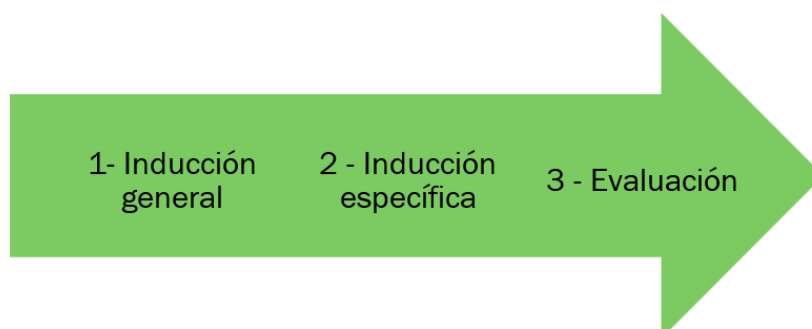 1- Inducción
general
2 - Inducción
específica
3 - Evaluación